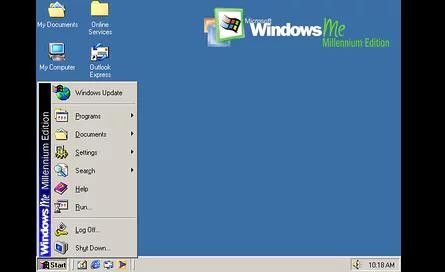 My Documents
Online
Services
Microsoft
Windows Me
Millennium Edition
My Computer
Outlook
Express
Windows Update
Programs
Documents
Settings
Search
Help
Run...
Log Off...
Shut Down...
Windows Me Millennium Edition
Start
10:18 AM